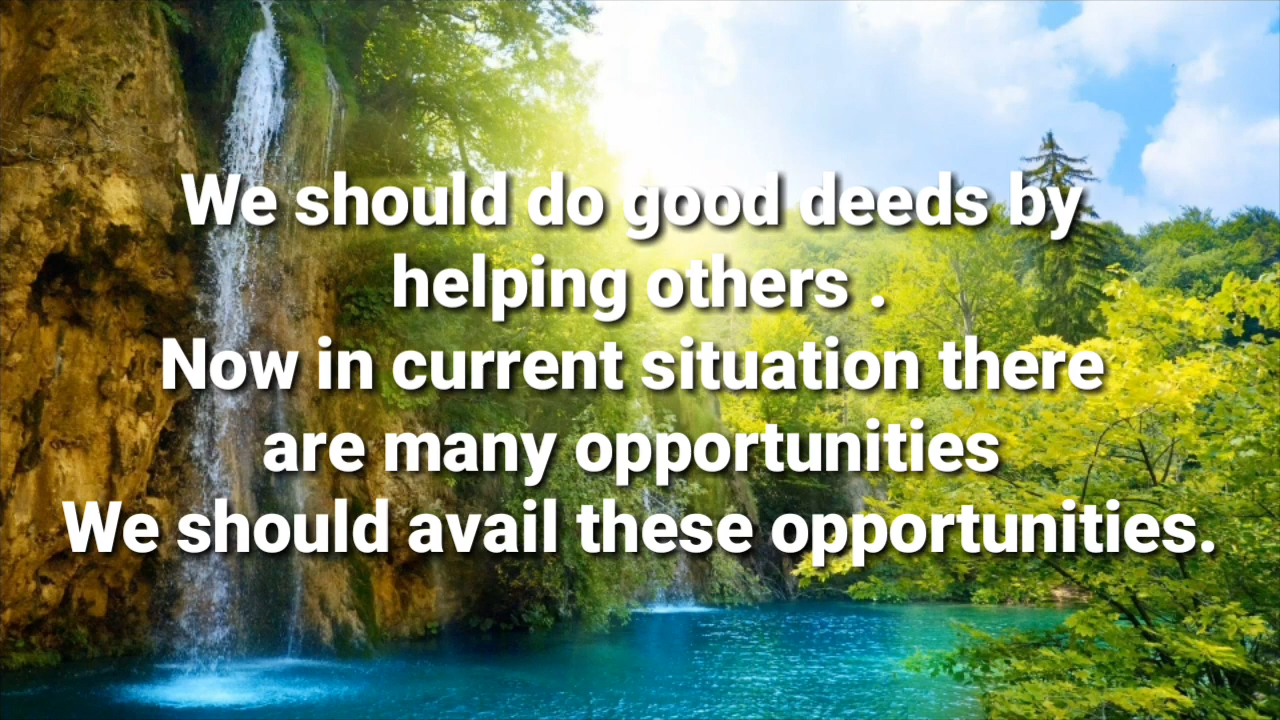 We should do good deeds by
helping others .
Now in current situation there
are many opportunities
We should avail these opportunities.